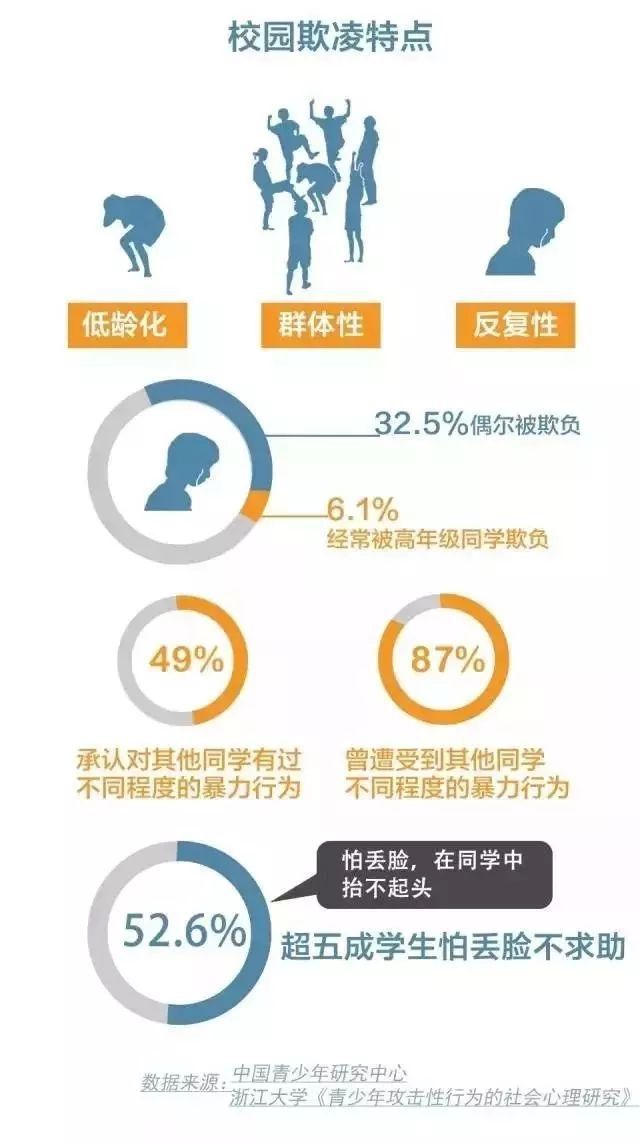 校园欺凌特点
低龄化
群体性
反复性
32.5%偶尔被欺负
6.1%
经常被高年级同学欺负
49%
87%
承认对其他同学有过
不同程度的暴力行为
曾遭受到其他同学
不同程度的暴力行为
怕丢脸，在同学中
抬不起头
52.6%
超五成学生怕丢脸不求助
数据来源：中国青少年研究中心
浙江大学《青少年攻击性行为的社会心理研究》